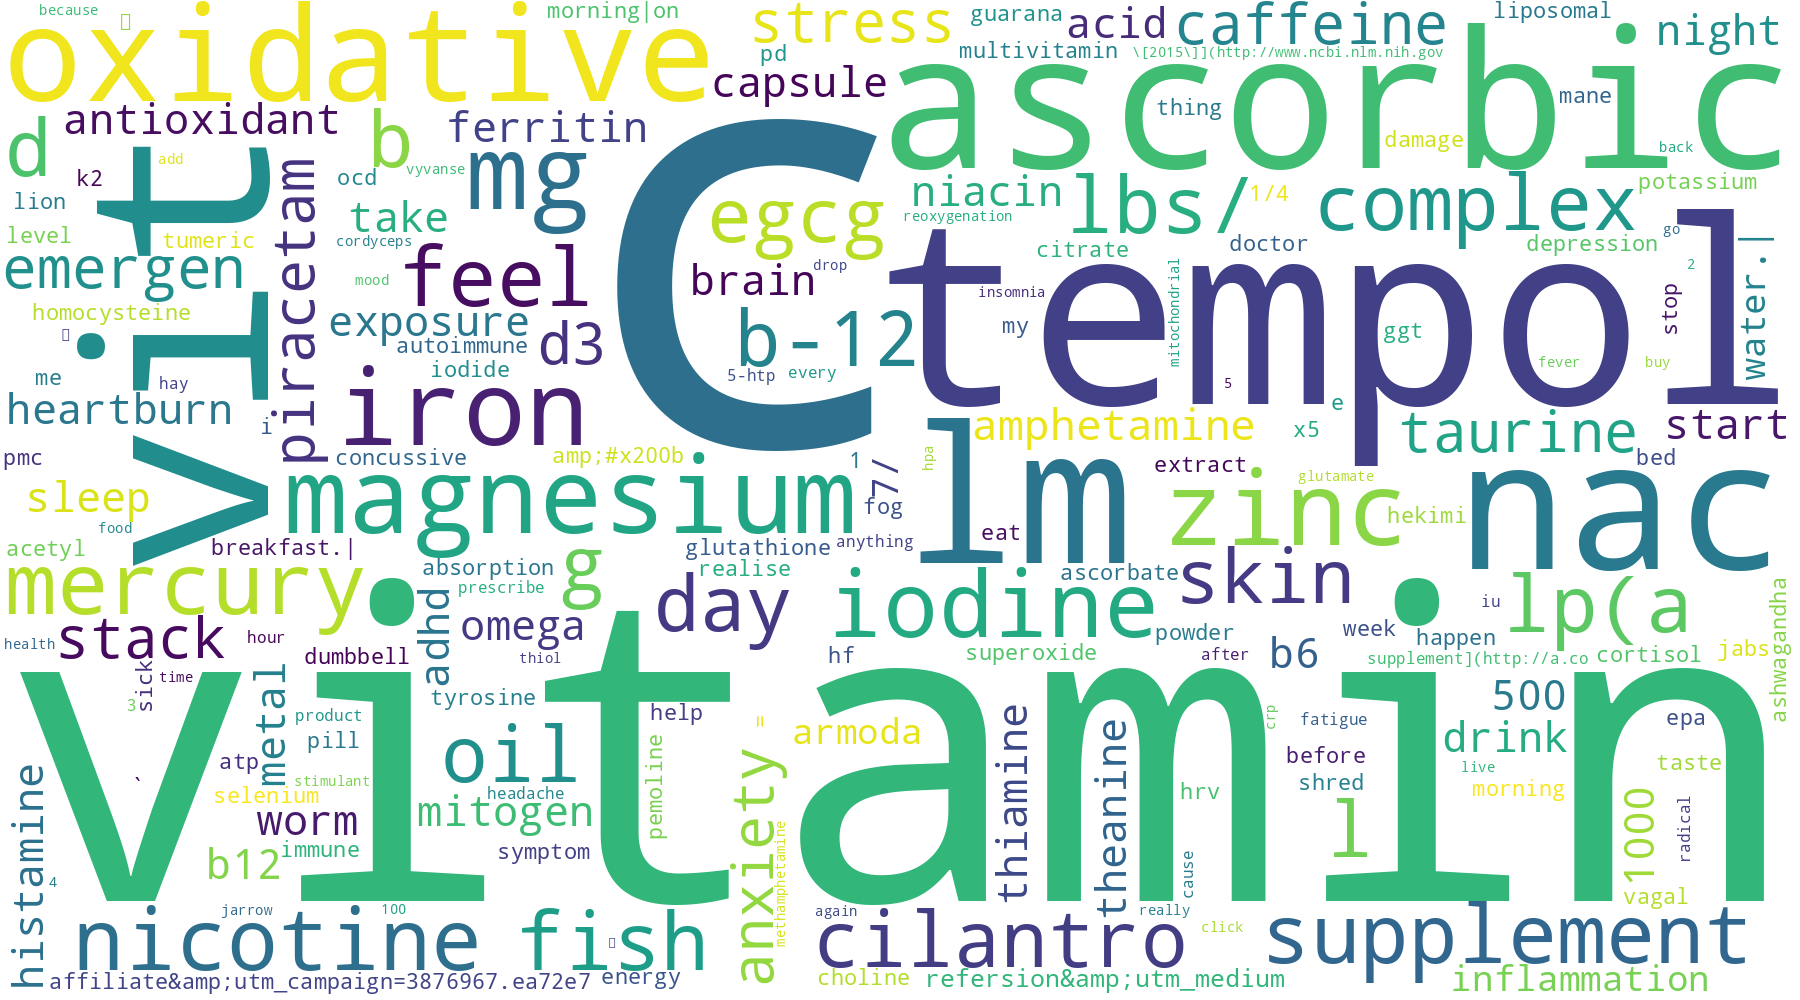 because
morning|on
guarana
liposomal
oxidative
stress
acid
caffeine
night
pd
multivitamin
\[2015\]](http://www.ncbi.nlm.nih.gov
ascorbic
capsule
antioxidant
d
b
ferritin
thing
mane
damage
back
add
vit
k2
ocd
vyvanse
mg
C
niacin
lbs/
1/4
complex
potassium
lion
take
egcg
reoxygenation
level
tumeric
piracetam
cordyceps
citrate
doctor
depression
go
emergen
feel
brain
drop
tempol
mitochondrial
2
water.|
mood
insomnia
stop
homocysteine
exposure
d3
b-12
my
ggt
autoimmune
iodide
5-htp
every
fever
buy
me
hay
5
heartburn
i
iron
e
amphetamine
x5
taurine
start
pmc
concussive
amp;#x200b
1
7/
hpa
lm
extract
glutamate
bed
nac
sleep
magnesium
fog
zinc
hekimi
food
acetyl
breakfast.|
glutathione
anything
eat
mercury
absorption
prescribe
g
realise
ascorbate
skin
lp(a
ashwagandha
adhd
day
iodine
iu
health
stack
hour
omega
powder
b6
week
happen
dumbbell
thiol
hf
superoxide
after
supplement](http://a.co
cortisol
jabs
sick
time
metal
vitamin
3
tyrosine
help
500
product
pill
oil
=
armoda
thiamine
theanine
crp
fatigue
epa
drink
atp
`
pemoline
anxiety
before
shred
live
taste
stimulant
selenium
headache
hrv
morning
histamine
worm
mitogen
methamphetamine
l
1000
radical
immune
symptom
cause
b12
4
vagal
jarrow
100
again
really
click
nicotine
fish
cilantro
supplement
affiliate&amp;utm_campaign=3876967.ea72e7
energy
choline
refersion&amp;utm_medium
inflammation